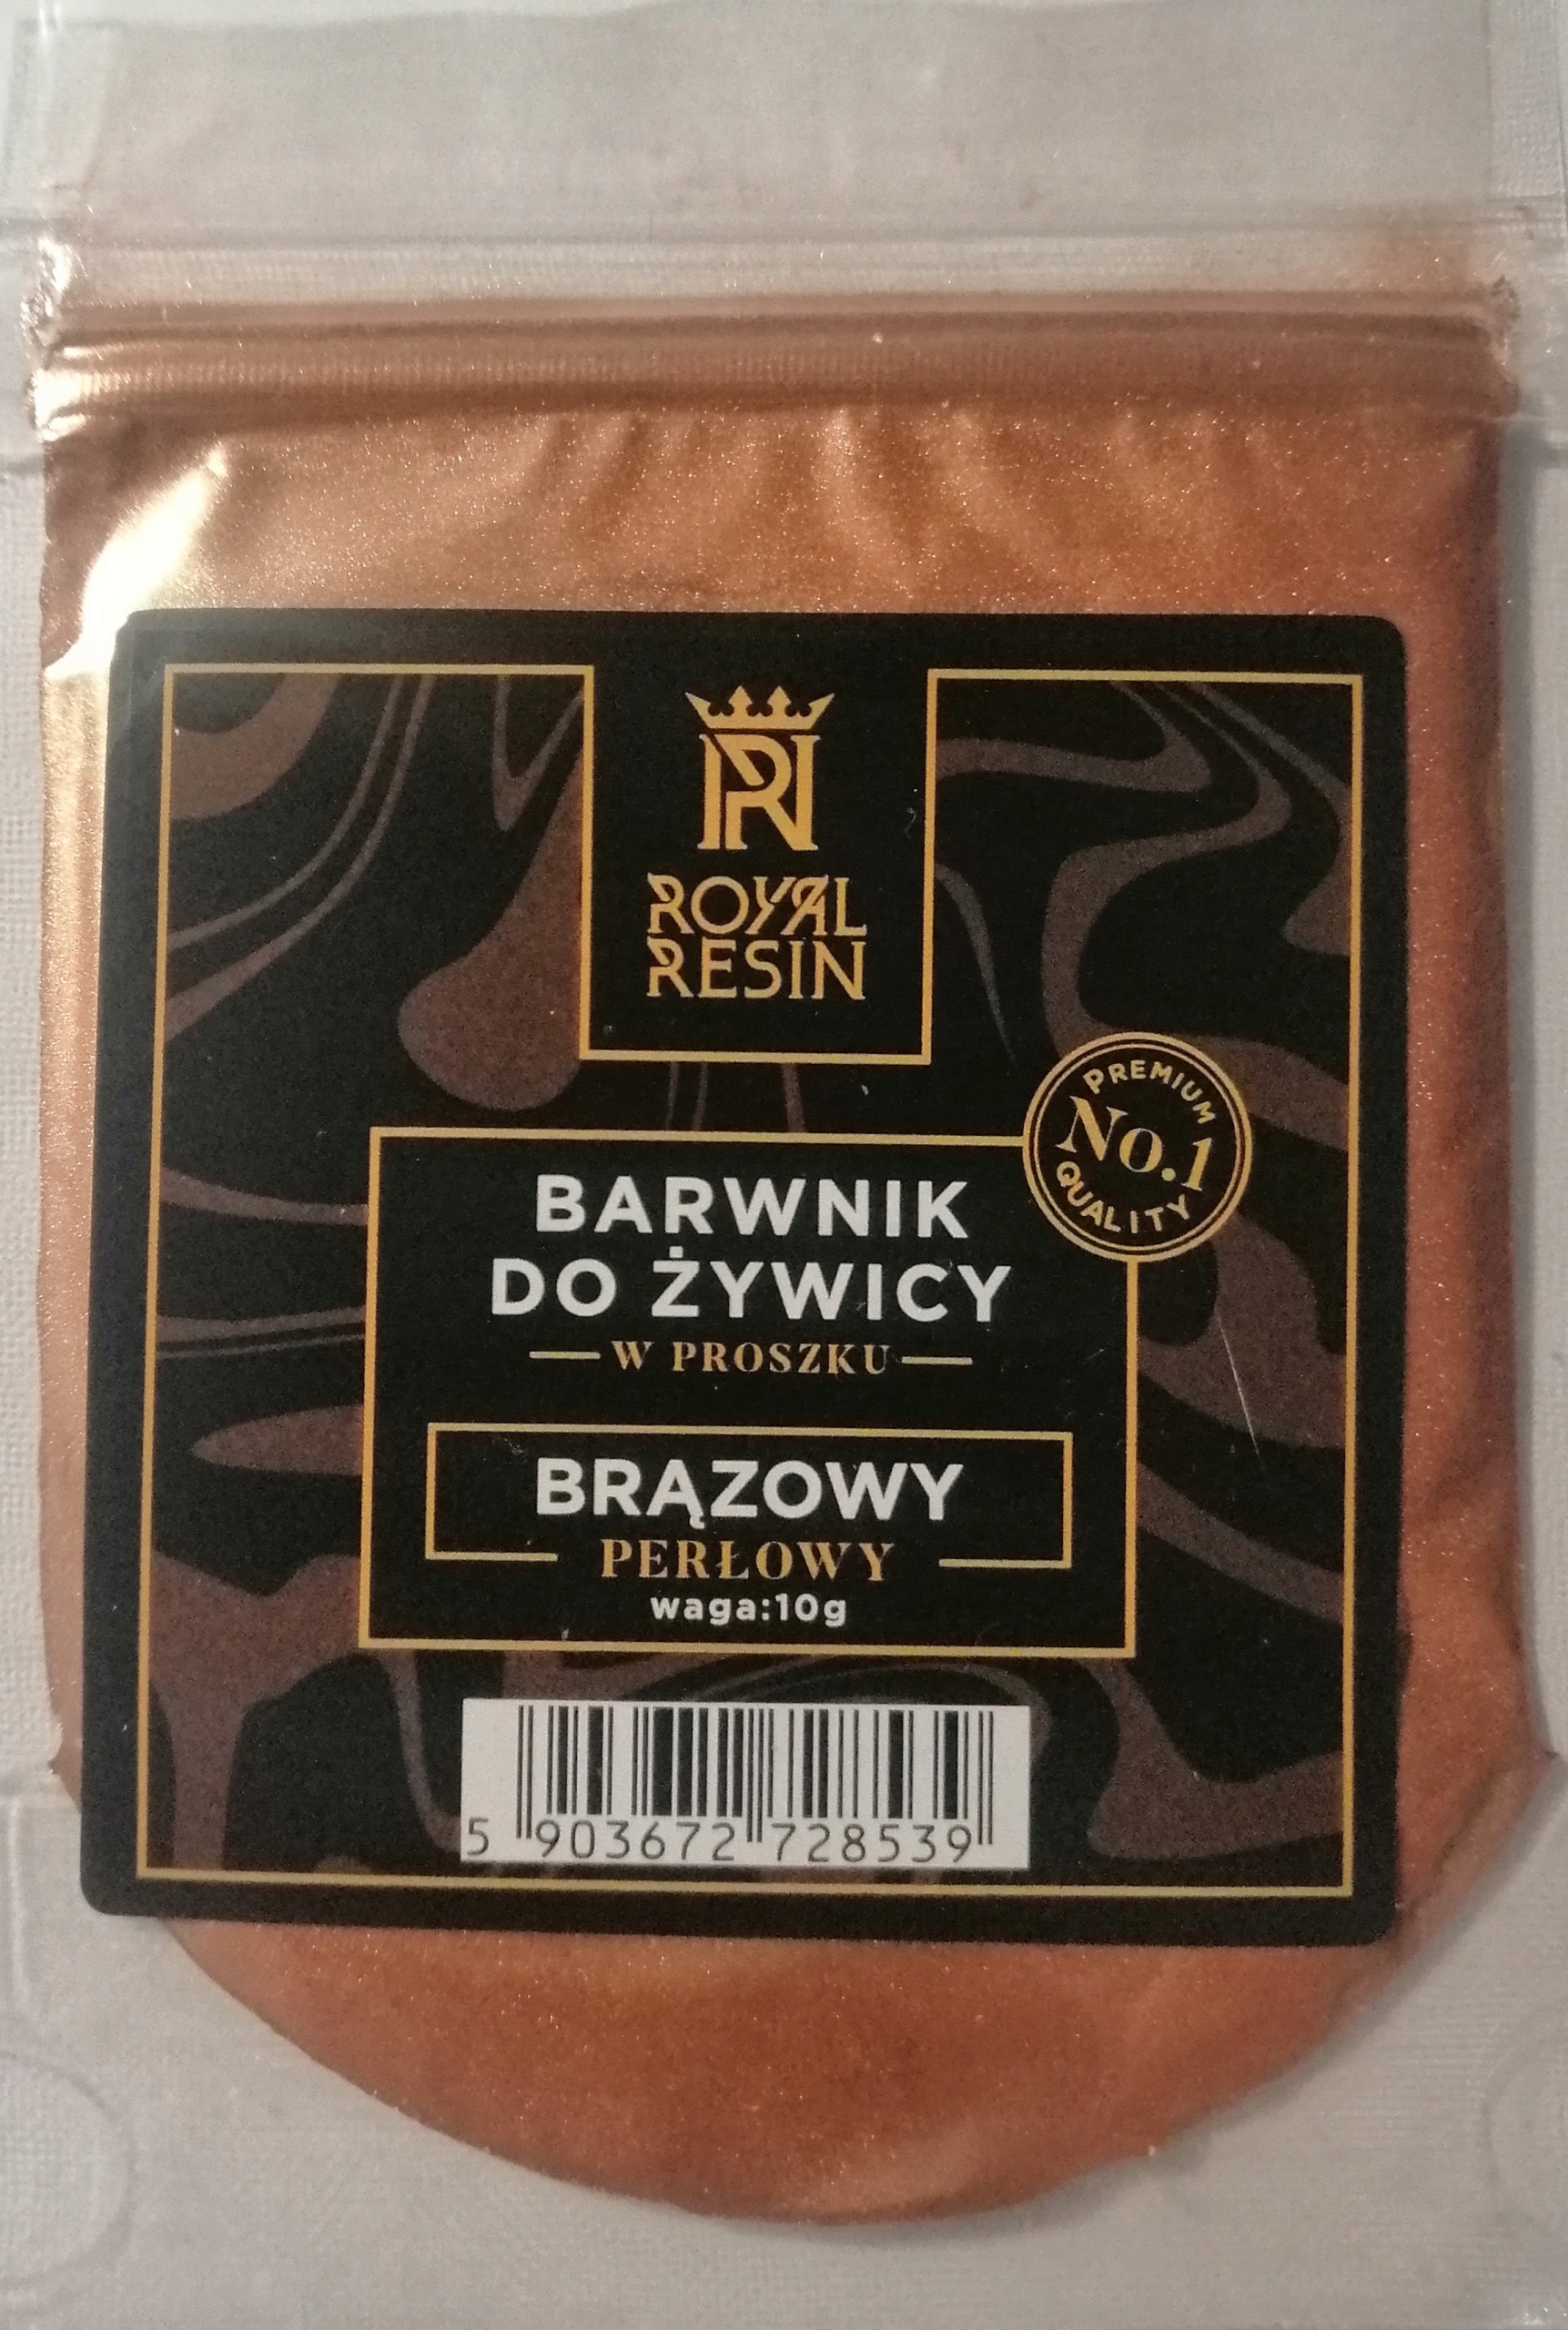 ROYAL
RESIN
PREMIUM
No.1
QUALITY
BARWNIK
DO ŻYWICY
W PROSZKU
BRĄZOWY
PERŁOWY
waga:10g
5 903672 728539